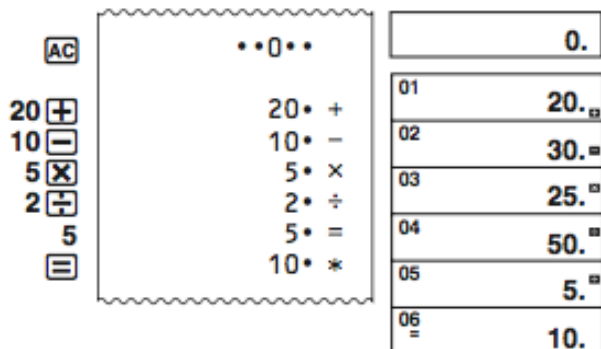 AC ••0•• 0.
20 + 20• + 01 20. +
10 − 10• − 02 30. −
5 × 5• × 03 25. ×
2 ÷ 2• ÷ 04 50. ÷
5 5• = 05 5.
= 10• * 06 = 10.